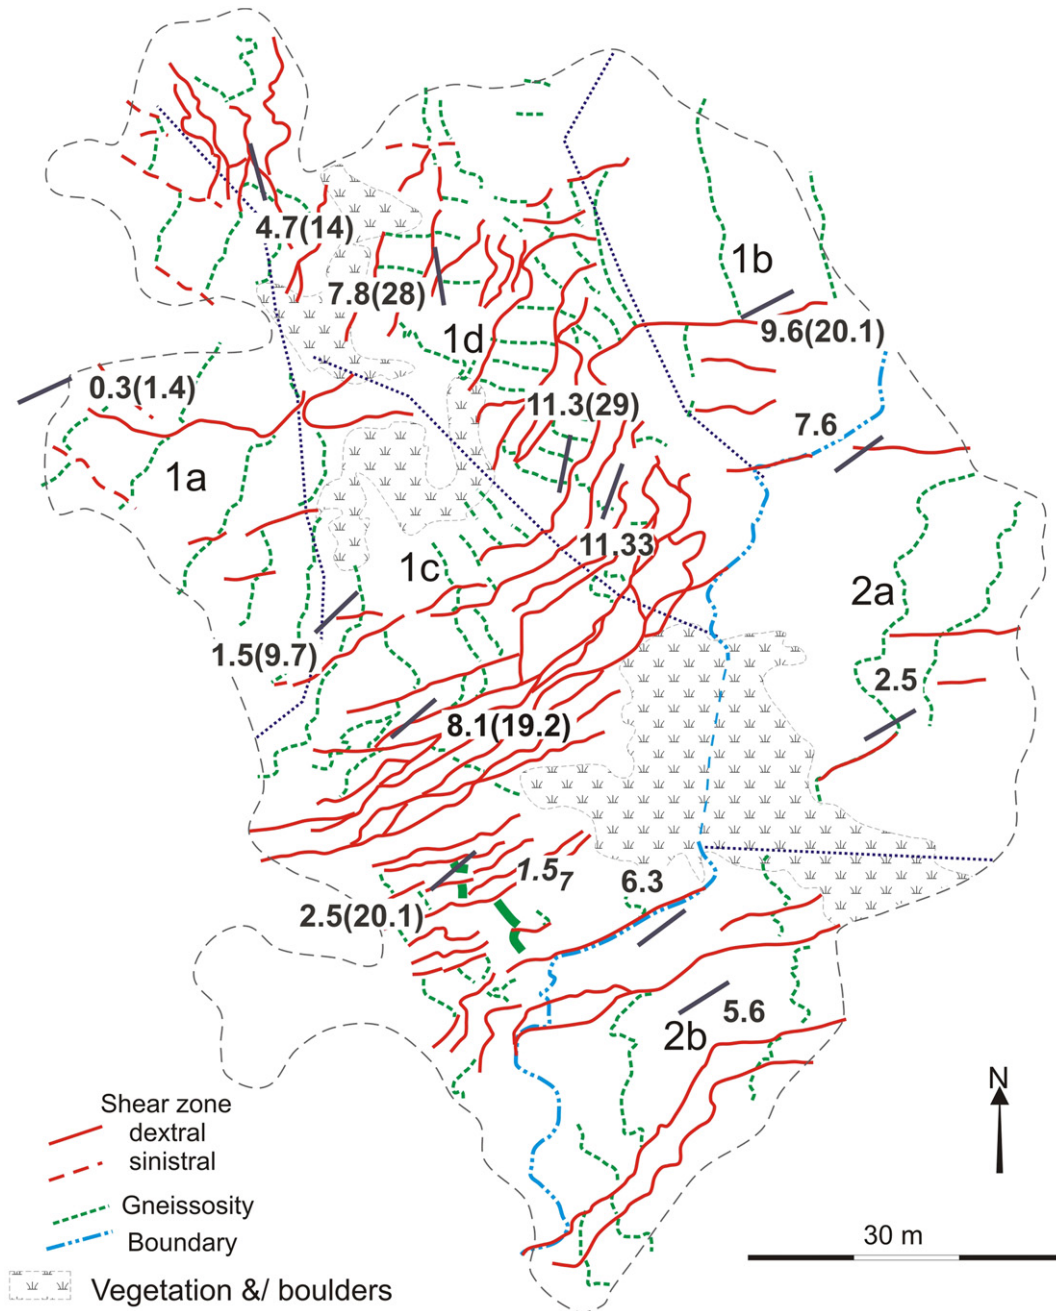 4.7(14)
7.8(28)
1b
9.6(20.1)
1d
0.3(1.4)
11.3(29)
7.6
1a
11,33
1c
2a
1.5(9.7)
2.5
8.1(19.2)
1.57
6.3
2.5(20.1)
5.6
2b
N
Shear zone
dextral
sinistral
Gneissosity
Boundary
30 m
Vegetation &/ boulders